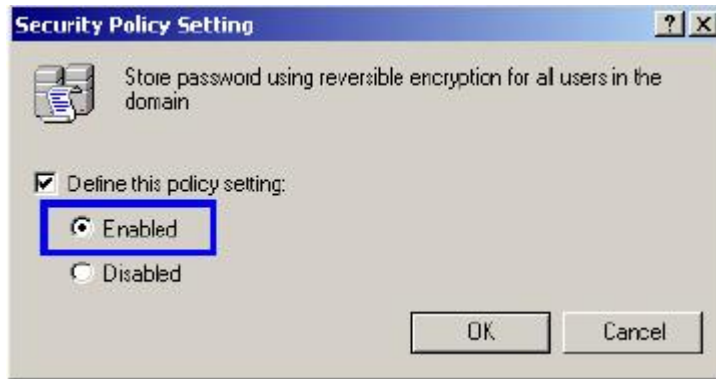 Security Policy Setting
Store password using reversible encryption for all users in the
domain
Define this policy setting:
Enabled
Disabled
OK Cancel